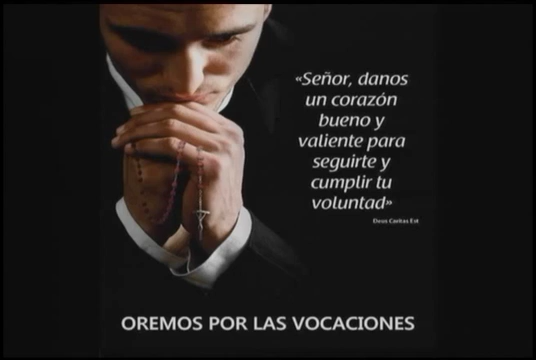 «Señor, danos
un corazón
bueno y
valiente para
seguirte y
cumplir tu
voluntad»
Deus Caritas Est
OREMOS POR LAS VOCACIONES